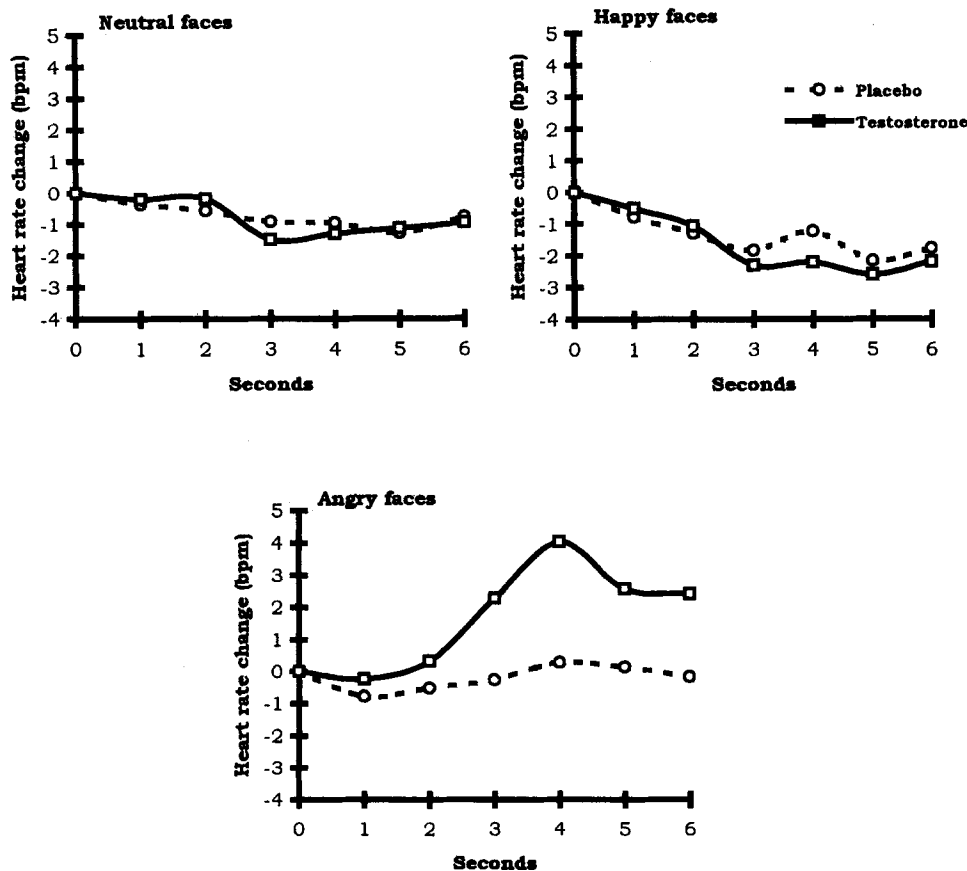 Neutral faces
5
4
3
2
1
0
-1
-2
-3
-4
Heart rate change (bpm)
0 1 2 3 4 5 6
Seconds
Happy faces
5
4
3
2
1
0
-1
-2
-3
-4
Heart rate change (bpm)
Placebo
Testosterone
0 1 2 3 4 5 6
Seconds
Angry faces
5
4
3
2
1
0
-1
-2
-3
-4
Heart rate change (bpm)
0 1 2 3 4 5 6
Seconds